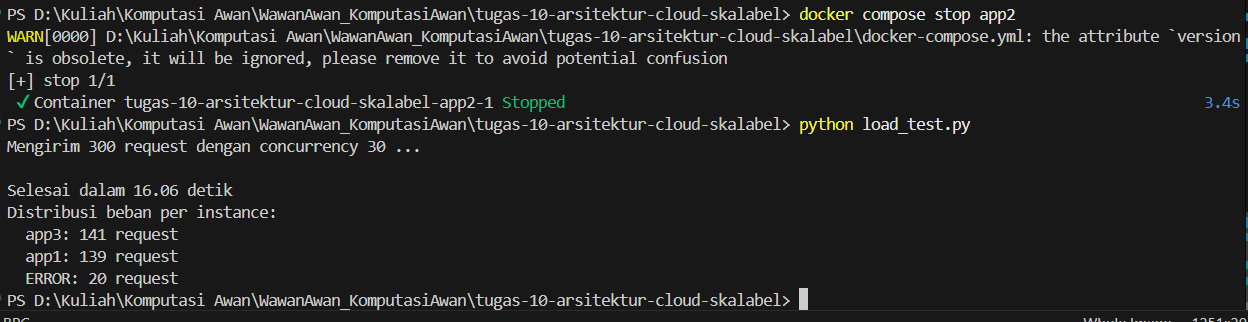 PS D:\Kuliah\Komputasi Awan\WawanAwan_KomputasiAwan\tugas-10-arsitektur-cloud-skalabel> docker compose stop app2
WARN[0000] D:\Kuliah\Komputasi Awan\WawanAwan_KomputasiAwan\tugas-10-arsitektur-cloud-skalabel\docker-compose.yml: the attribute `version
` is obsolete, it will be ignored, please remove it to avoid potential confusion
[+] stop 1/1
✓ Container tugas-10-arsitektur-cloud-skalabel-app2-1 Stopped 3.4s
PS D:\Kuliah\Komputasi Awan\WawanAwan_KomputasiAwan\tugas-10-arsitektur-cloud-skalabel> python load_test.py
Mengirim 300 request dengan concurrency 30 ...
Selesai dalam 16.06 detik
Distribusi beban per instance:
app3: 141 request
app1: 139 request
ERROR: 20 request
PS D:\Kuliah\Komputasi Awan\WawanAwan_KomputasiAwan\tugas-10-arsitektur-cloud-skalabel>